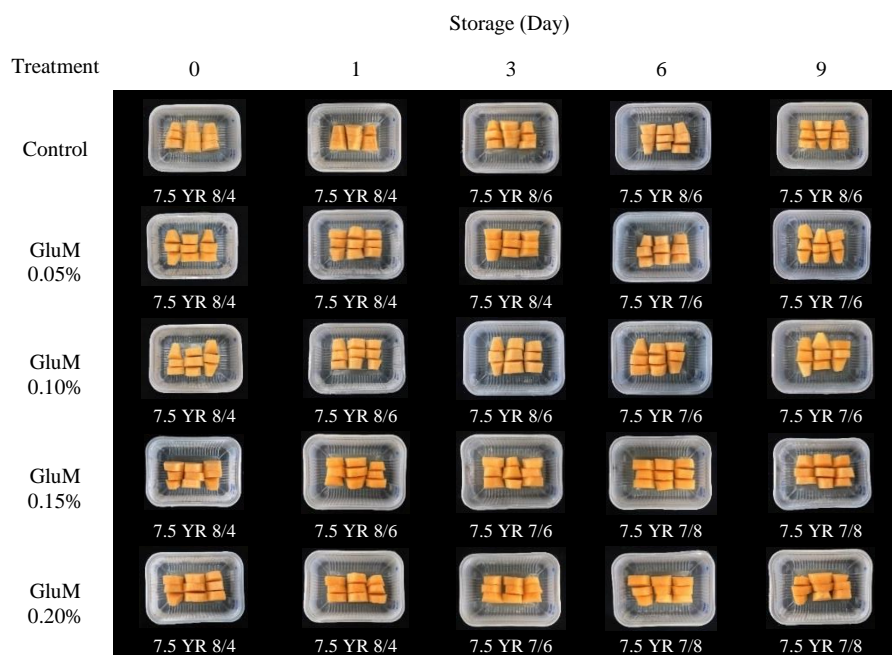 Storage (Day)
Treatment 0 1 3 6 9
Control
7.5 YR 8/4 7.5 YR 8/4 7.5 YR 8/6 7.5 YR 8/6 7.5 YR 8/6
GluM
0.05%
7.5 YR 8/4 7.5 YR 8/4 7.5 YR 8/4 7.5 YR 7/6 7.5 YR 7/6
GluM
0.10%
7.5 YR 8/4 7.5 YR 8/6 7.5 YR 8/6 7.5 YR 7/6 7.5 YR 7/6
GluM
0.15%
7.5 YR 8/4 7.5 YR 8/6 7.5 YR 7/6 7.5 YR 7/8 7.5 YR 7/8
GluM
0.20%
7.5 YR 8/4 7.5 YR 8/4 7.5 YR 7/6 7.5 YR 7/8 7.5 YR 7/8